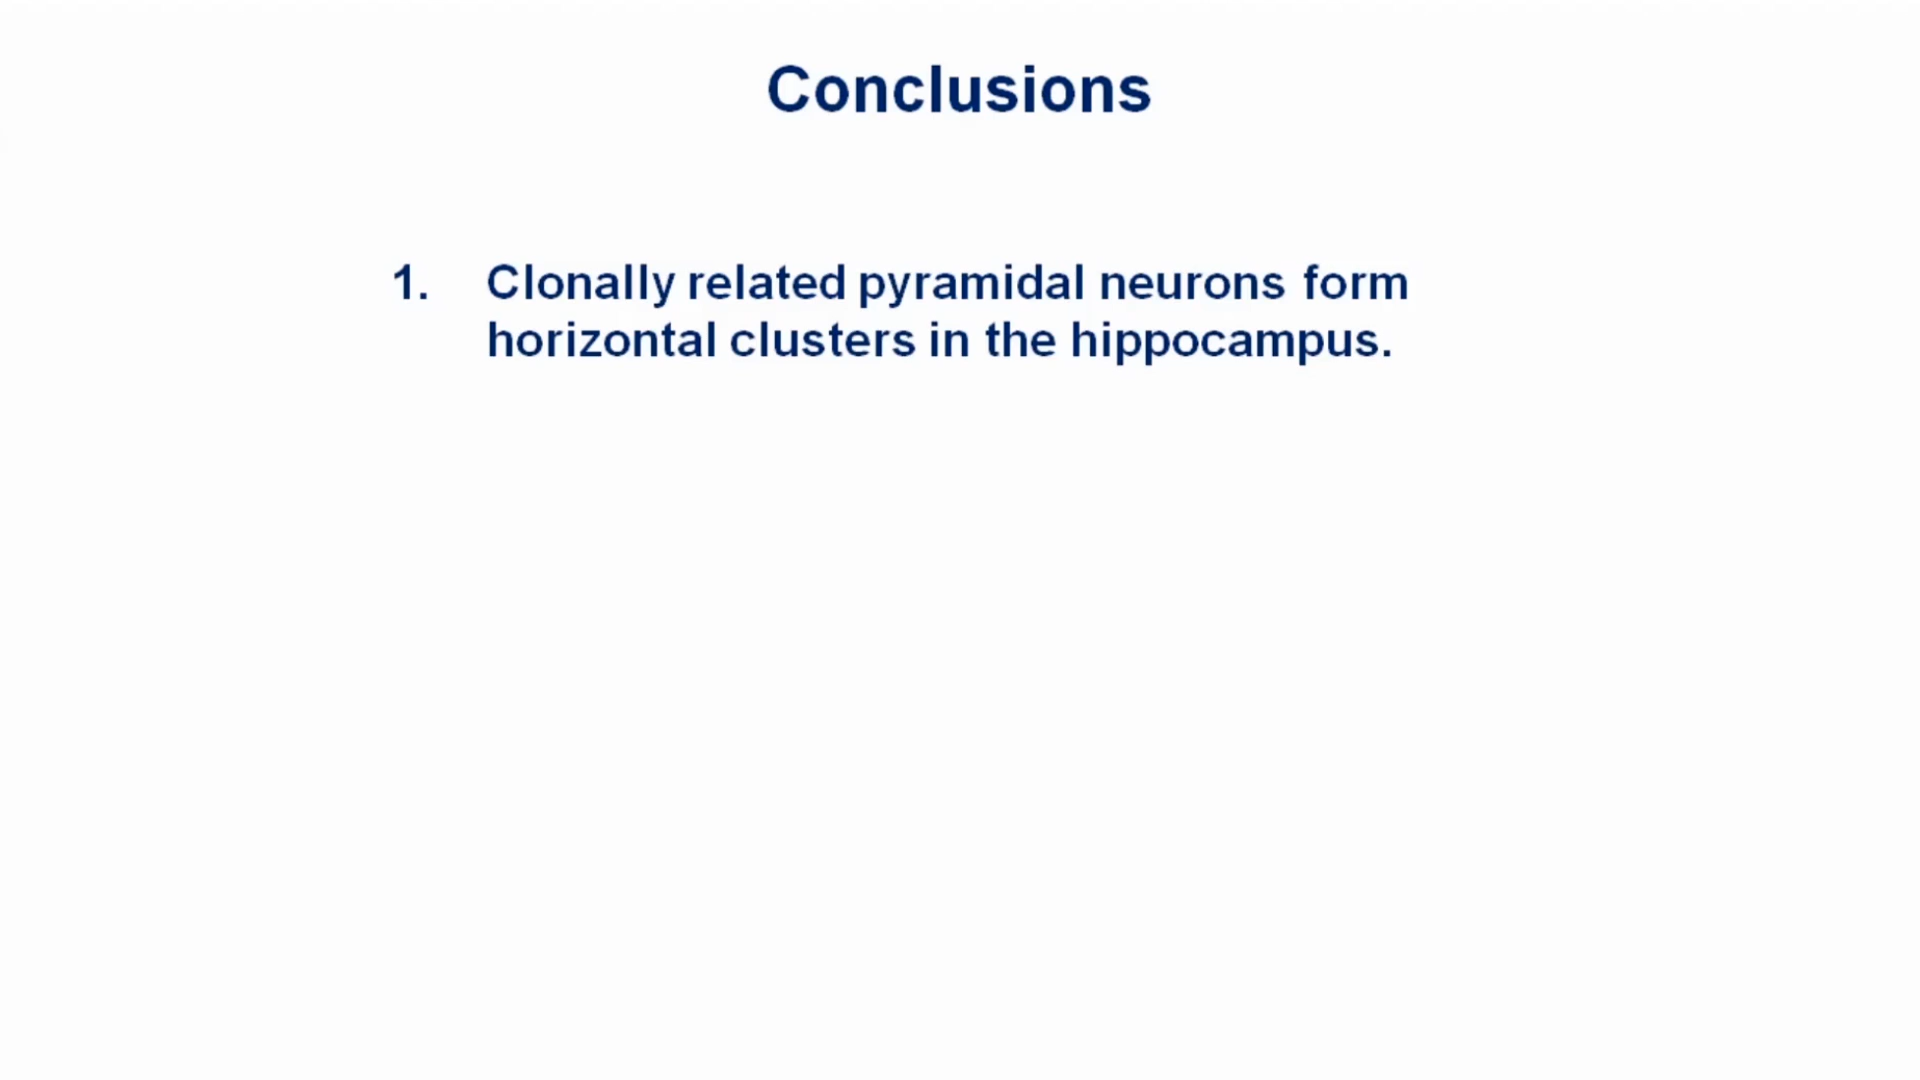 Conclusions
1. Clonally related pyramidal neurons form
horizontal clusters in the hippocampus.